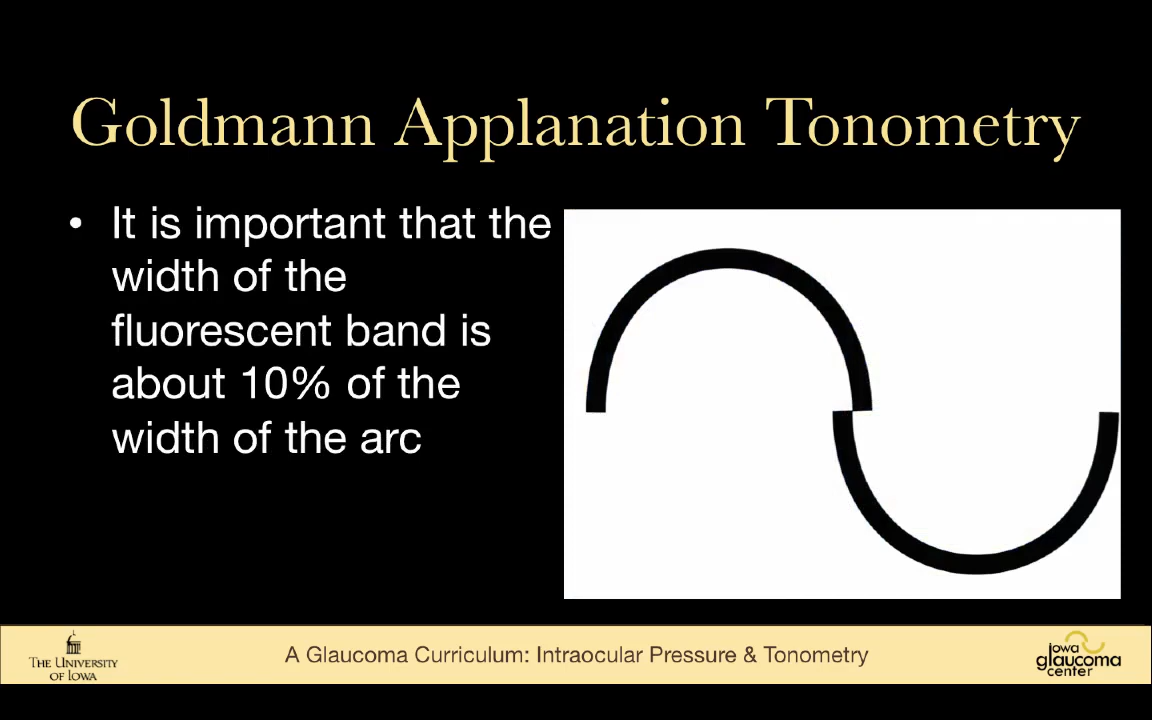 Goldmann Applanation Tonometry
• It is important that the
width of the
fluorescent band is
about 10% of the
width of the arc
THE UNIVERSITY
OF IOWA
A Glaucoma Curriculum: Intraocular Pressure & Tonometry
iowa
glaucoma
center